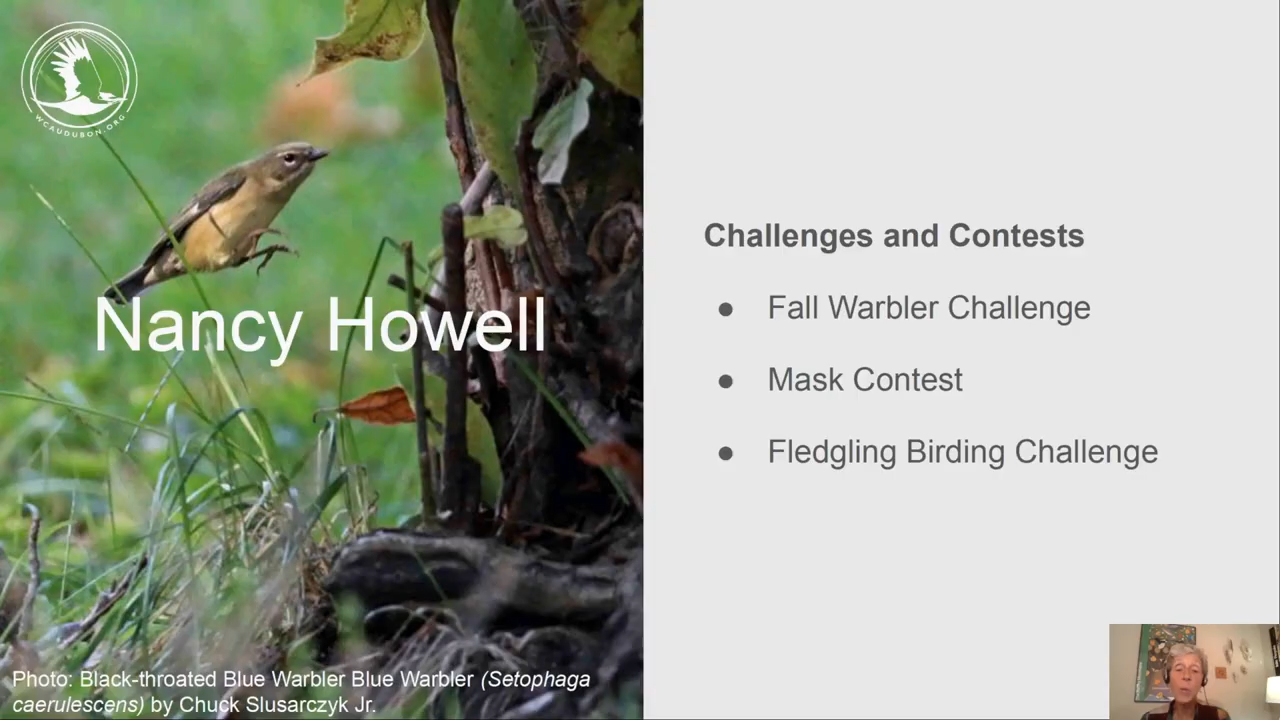 WCAUDUBON.ORG
Nancy Howell
Photo: Black-throated Blue Warbler Blue Warbler (Setophaga
caerulescens) by Chuck Slusarczyk Jr.
Challenges and Contests
● Fall Warbler Challenge
● Mask Contest
● Fledgling Birding Challenge